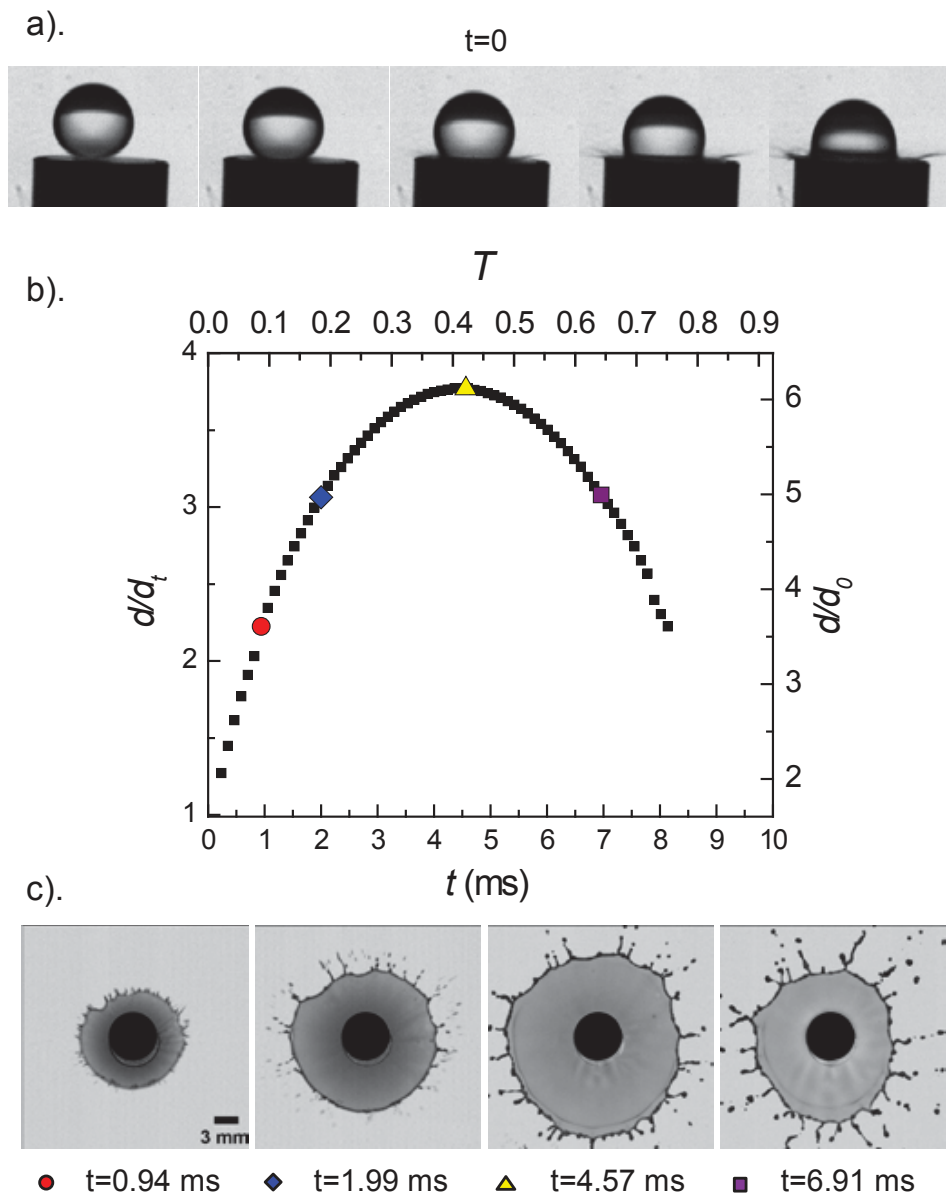 a).
t=0
b).
T
0.0 0.1 0.2 0.3 0.4 0.5 0.6 0.7 0.8 0.9
4
3
2
1
d/d_t
6
5
4
3
2
d/d_0
0 1 2 3 4 5 6 7 8 9 10
t (ms)
c).
3 mm
t=0.94 ms t=1.99 ms t=4.57 ms t=6.91 ms